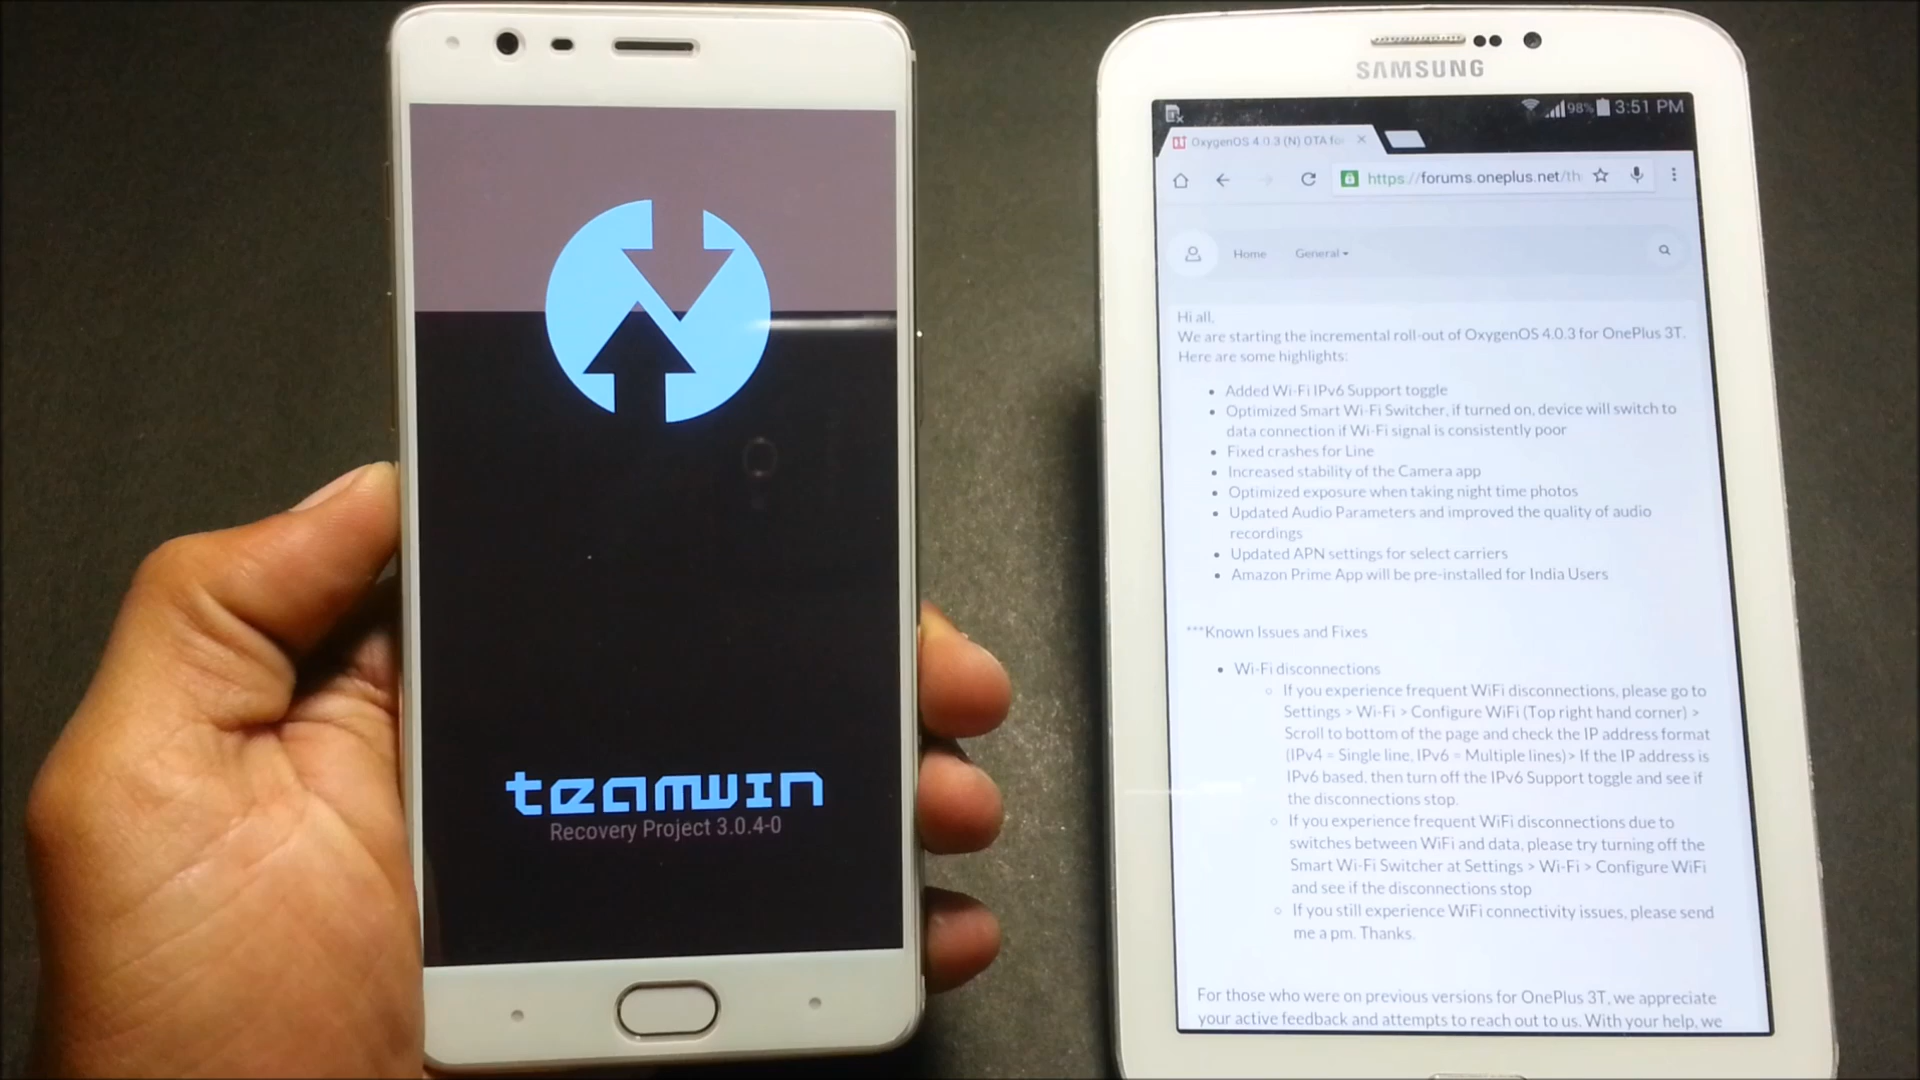 teamwin
Recovery Project 3.0.4-0
SAMSUNG
98% 3:51 PM
OxygenOS 4.0.3 (N) OTA for
https://forums.oneplus.net/th
Home General
Hi all,
We are starting the incremental roll-out of OxygenOS 4.0.3 for OnePlus 3T.
Here are some highlights:
Added Wi-Fi IPv6 Support toggle
Optimized Smart Wi-Fi Switcher, if turned on, device will switch to
data connection if Wi-Fi signal is consistently poor
Fixed crashes for Line
Increased stability of the Camera app
Optimized exposure when taking night time photos
Updated Audio Parameters and improved the quality of audio
recordings
Updated APN settings for select carriers
Amazon Prime App will be pre-installed for India Users
***Known Issues and Fixes
Wi-Fi disconnections
If you experience frequent WiFi disconnections, please go to
Settings > Wi-Fi > Configure WiFi (Top right hand corner) >
Scroll to bottom of the page and check the IP address format
(IPv4 = Single line, IPv6 = Multiple lines)> If the IP address is
IPv6 based, then turn off the IPv6 Support toggle and see if
the disconnections stop.
If you experience frequent WiFi disconnections due to
switches between WiFi and data, please try turning off the
Smart Wi-Fi Switcher at Settings > Wi-Fi > Configure WiFi
and see if the disconnections stop
If you still experience WiFi connectivity issues, please send
me a pm. Thanks.
For those who were on previous versions for OnePlus 3T, we appreciate
your active feedback and attempts to reach out to us. With your help, we